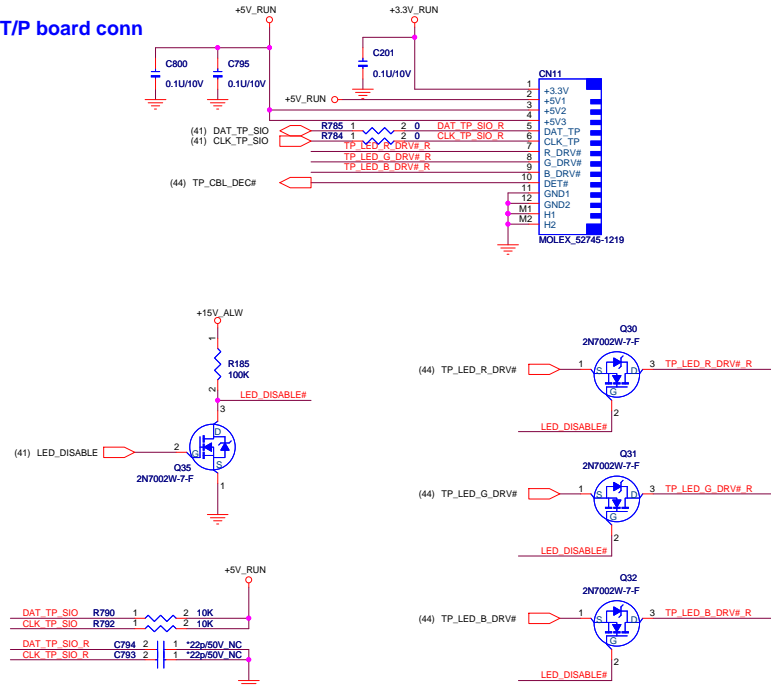 T/P board conn
+5V_RUN
+3.3V_RUN
C800
0.1U/10V
C795
0.1U/10V
C201
0.1U/10V
+5V_RUN
CN11
1 +3.3V
2 +5V1
3 +5V2
4 +5V3
(41) DAT_TP_SIO R785 1 2 0 DAT_TP_SIO_R 5 DAT_TP
(41) CLK_TP_SIO R784 1 2 0 CLK_TP_SIO_R 6 CLK_TP
TP_LED_R_DRV#_R 7 R_DRV#
TP_LED_G_DRV#_R 8 G_DRV#
TP_LED_B_DRV#_R 9 B_DRV#
(44) TP_CBL_DEC# 10 DET#
11 GND1
12 GND2
M1 H1
M2 H2
MOLEX_52745-1219
+15V_ALW
1
R185
100K
2
LED_DISABLE#
3
D
(41) LED_DISABLE 2 G
S
Q35
2N7002W-7-F
1
Q30
2N7002W-7-F
(44) TP_LED_R_DRV# 1 S D 3 TP_LED_R_DRV#_R
G
2
LED_DISABLE#
Q31
2N7002W-7-F
(44) TP_LED_G_DRV# 1 S D 3 TP_LED_G_DRV#_R
G
2
LED_DISABLE#
Q32
2N7002W-7-F
(44) TP_LED_B_DRV# 1 S D 3 TP_LED_B_DRV#_R
G
2
LED_DISABLE#
+5V_RUN
DAT_TP_SIO R790 1 2 10K
CLK_TP_SIO R792 1 2 10K
DAT_TP_SIO_R C794 2 1 *22p/50V_NC
CLK_TP_SIO_R C793 2 1 *22p/50V_NC